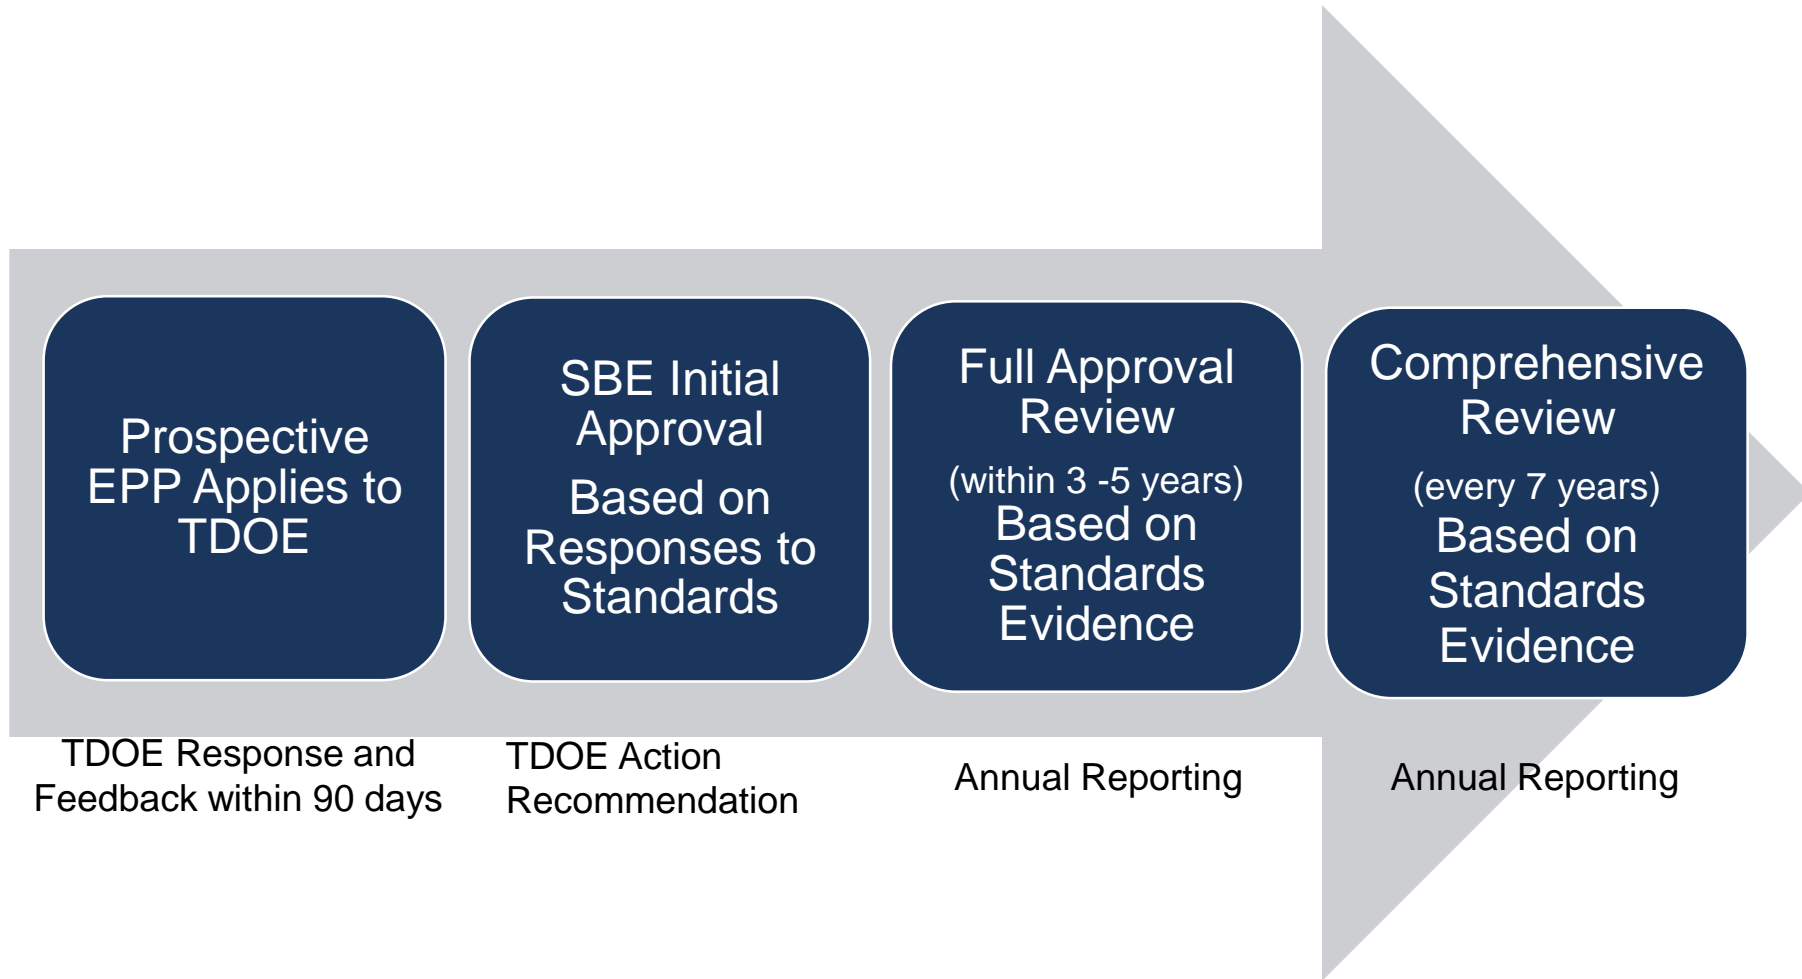 Prospective
EPP Applies to
TDOE
SBE Initial
Approval
Based on
Responses to
Standards
Full Approval
Review
(within 3 -5 years)
Based on
Standards
Evidence
Comprehensive
Review
(every 7 years)
Based on
Standards
Evidence
TDOE Response and
Feedback within 90 days
TDOE Action
Recommendation
Annual Reporting
Annual Reporting